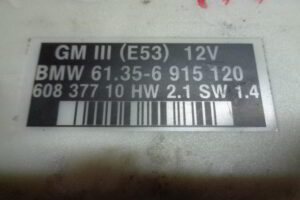 GM III (E53) 12V
BMW 61.35-6 915 120
608 377 10 HW 2.1 SW 1.4